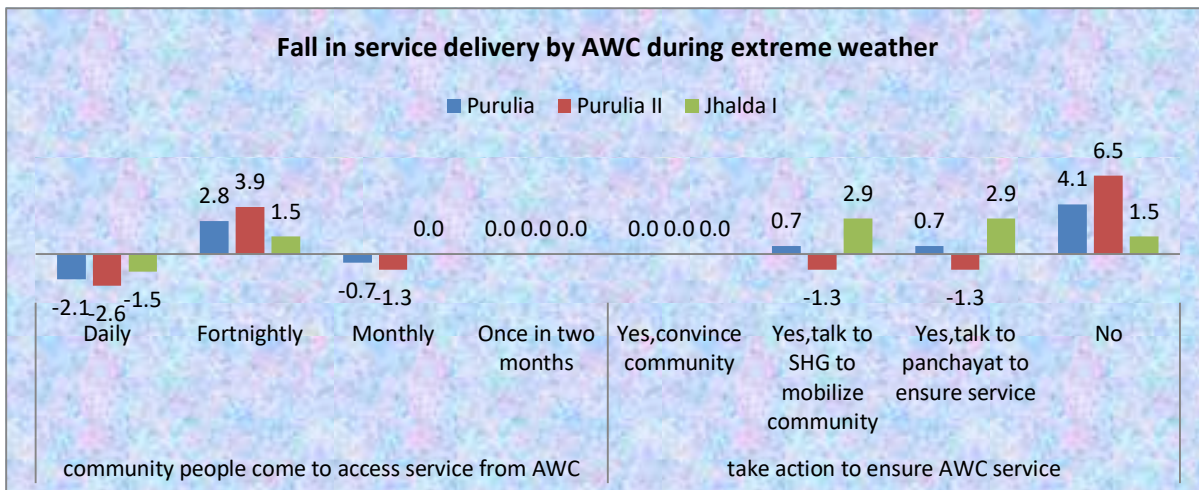 Fall in service delivery by AWC during extreme weather
Purulia Purulia II Jhalda I
-2.1 -2.6 -1.5
2.8 3.9 1.5
-0.7 -1.3 0.0
0.0 0.0 0.0
0.0 0.0 0.0
0.7 -1.3 2.9
0.7 -1.3 2.9
4.1 6.5 1.5
Daily
Fortnightly
Monthly
Once in two
months
Yes,convince
community
Yes,talk to
SHG to
mobilize
community
Yes,talk to
panchayat to
ensure service
No
community people come to access service from AWC
take action to ensure AWC service